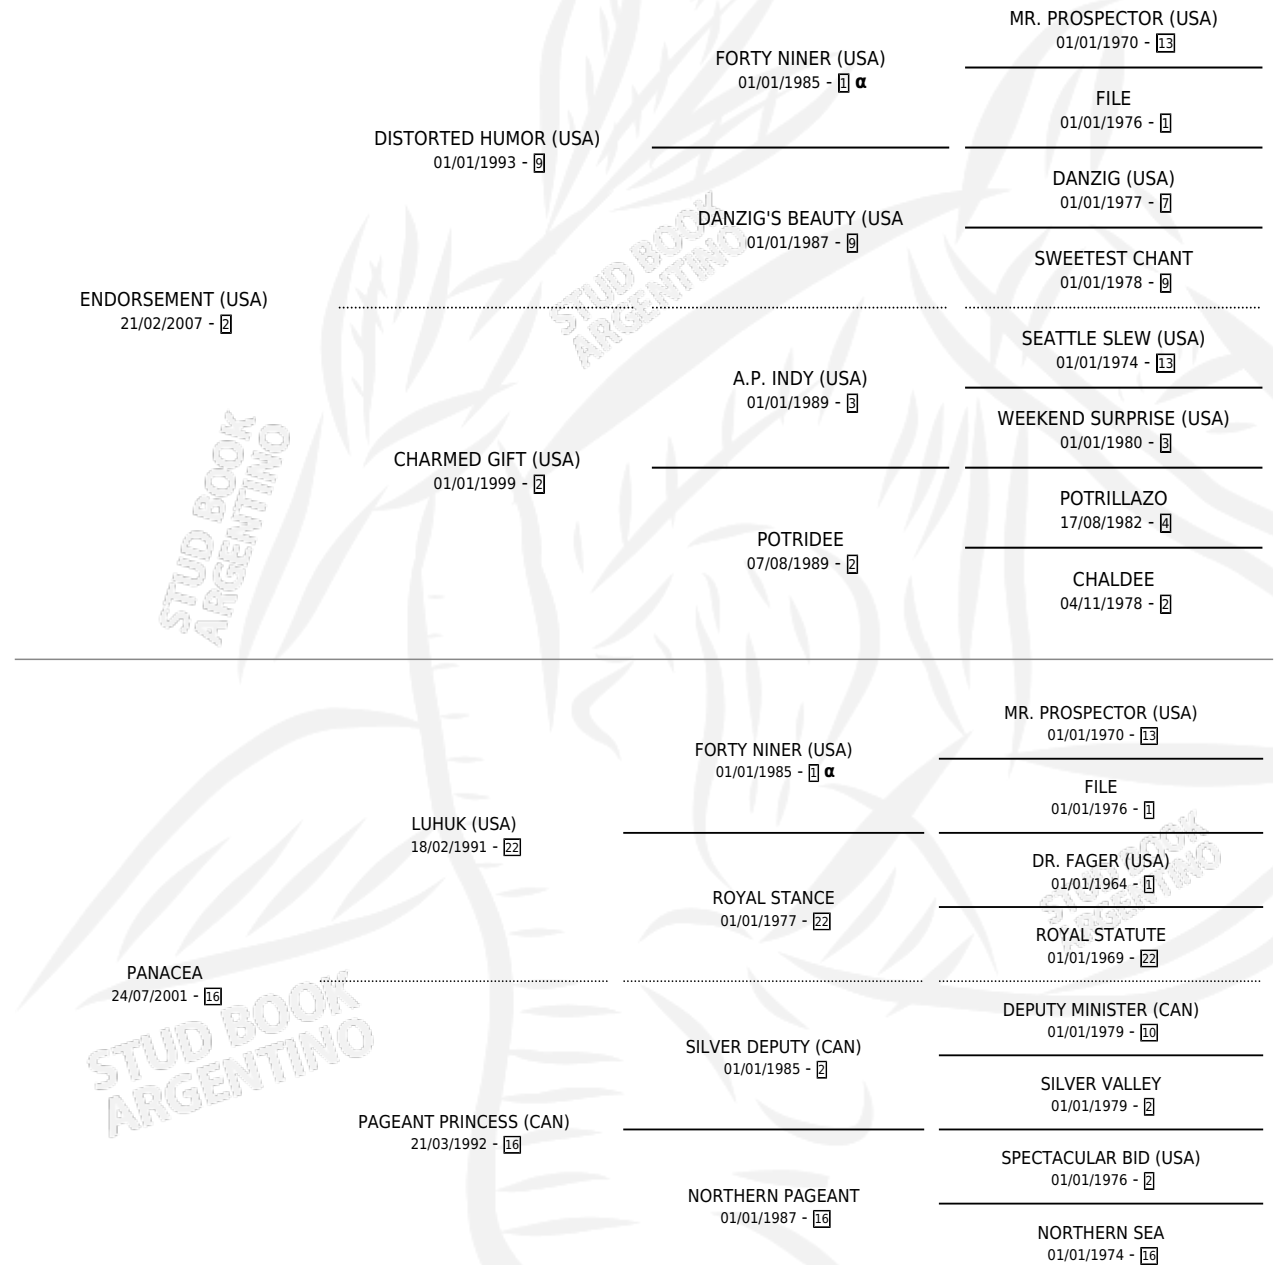 MR. PROSPECTOR (USA)
01/01/1970 - 13
FORTY NINER (USA)
01/01/1985 - 1 α
FILE
01/01/1976 - 1
DISTORTED HUMOR (USA)
01/01/1993 - 9
DANZIG (USA)
01/01/1977 - 7
DANZIG'S BEAUTY (USA
01/01/1987 - 9
SWEETEST CHANT
01/01/1978 - 9
ENDORSEMENT (USA)
21/02/2007 - 2
SEATTLE SLEW (USA)
01/01/1974 - 13
A.P. INDY (USA)
01/01/1989 - 3
WEEKEND SURPRISE (USA)
01/01/1980 - 3
CHARMED GIFT (USA)
01/01/1999 - 2
POTRILLAZO
17/08/1982 - 4
POTRIDEE
07/08/1989 - 2
CHALDEE
04/11/1978 - 2
STUD BOOK
ARGENTINO
STUD BOOK
ARGENTINO
MR. PROSPECTOR (USA)
01/01/1970 - 13
FORTY NINER (USA)
01/01/1985 - 1 α
FILE
01/01/1976 - 1
LUHUK (USA)
18/02/1991 - 22
DR. FAGER (USA)
01/01/1964 - 1
ROYAL STANCE
01/01/1977 - 22
ROYAL STATUTE
01/01/1969 - 22
PANACEA
24/07/2001 - 16
DEPUTY MINISTER (CAN)
01/01/1979 - 10
SILVER DEPUTY (CAN)
01/01/1985 - 2
SILVER VALLEY
01/01/1979 - 2
PAGEANT PRINCESS (CAN)
21/03/1992 - 16
SPECTACULAR BID (USA)
01/01/1976 - 2
NORTHERN PAGEANT
01/01/1987 - 16
NORTHERN SEA
01/01/1974 - 16
STUD BOOK
ARGENTINO
STUD BOOK
ARGENTINO